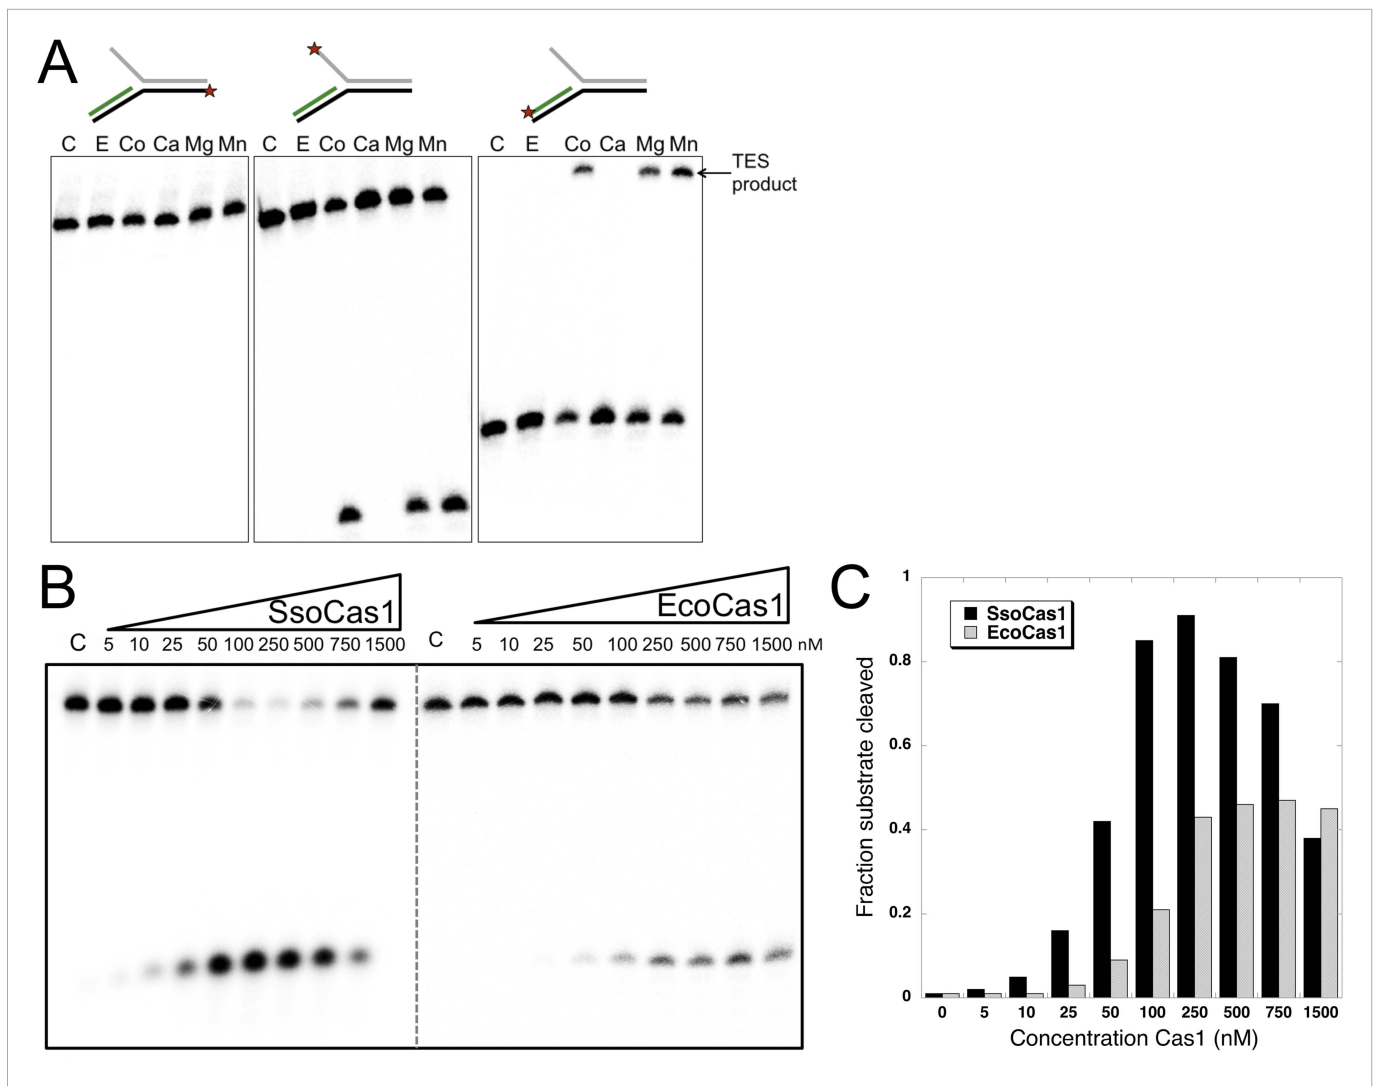 A
C E Co Ca Mg Mn
C E Co Ca Mg Mn
C E Co Ca Mg Mn
TES
product
B
SsoCas1
EcoCas1
C 5 10 25 50 100 250 500 750 1500
C 5 10 25 50 100 250 500 750 1500 nM
C
1
0.8
0.6
0.4
0.2
0
SsoCas1
EcoCas1
Fraction substrate cleaved
0 5 10 25 50 100 250 500 750 1500
Concentration Cas1 (nM)